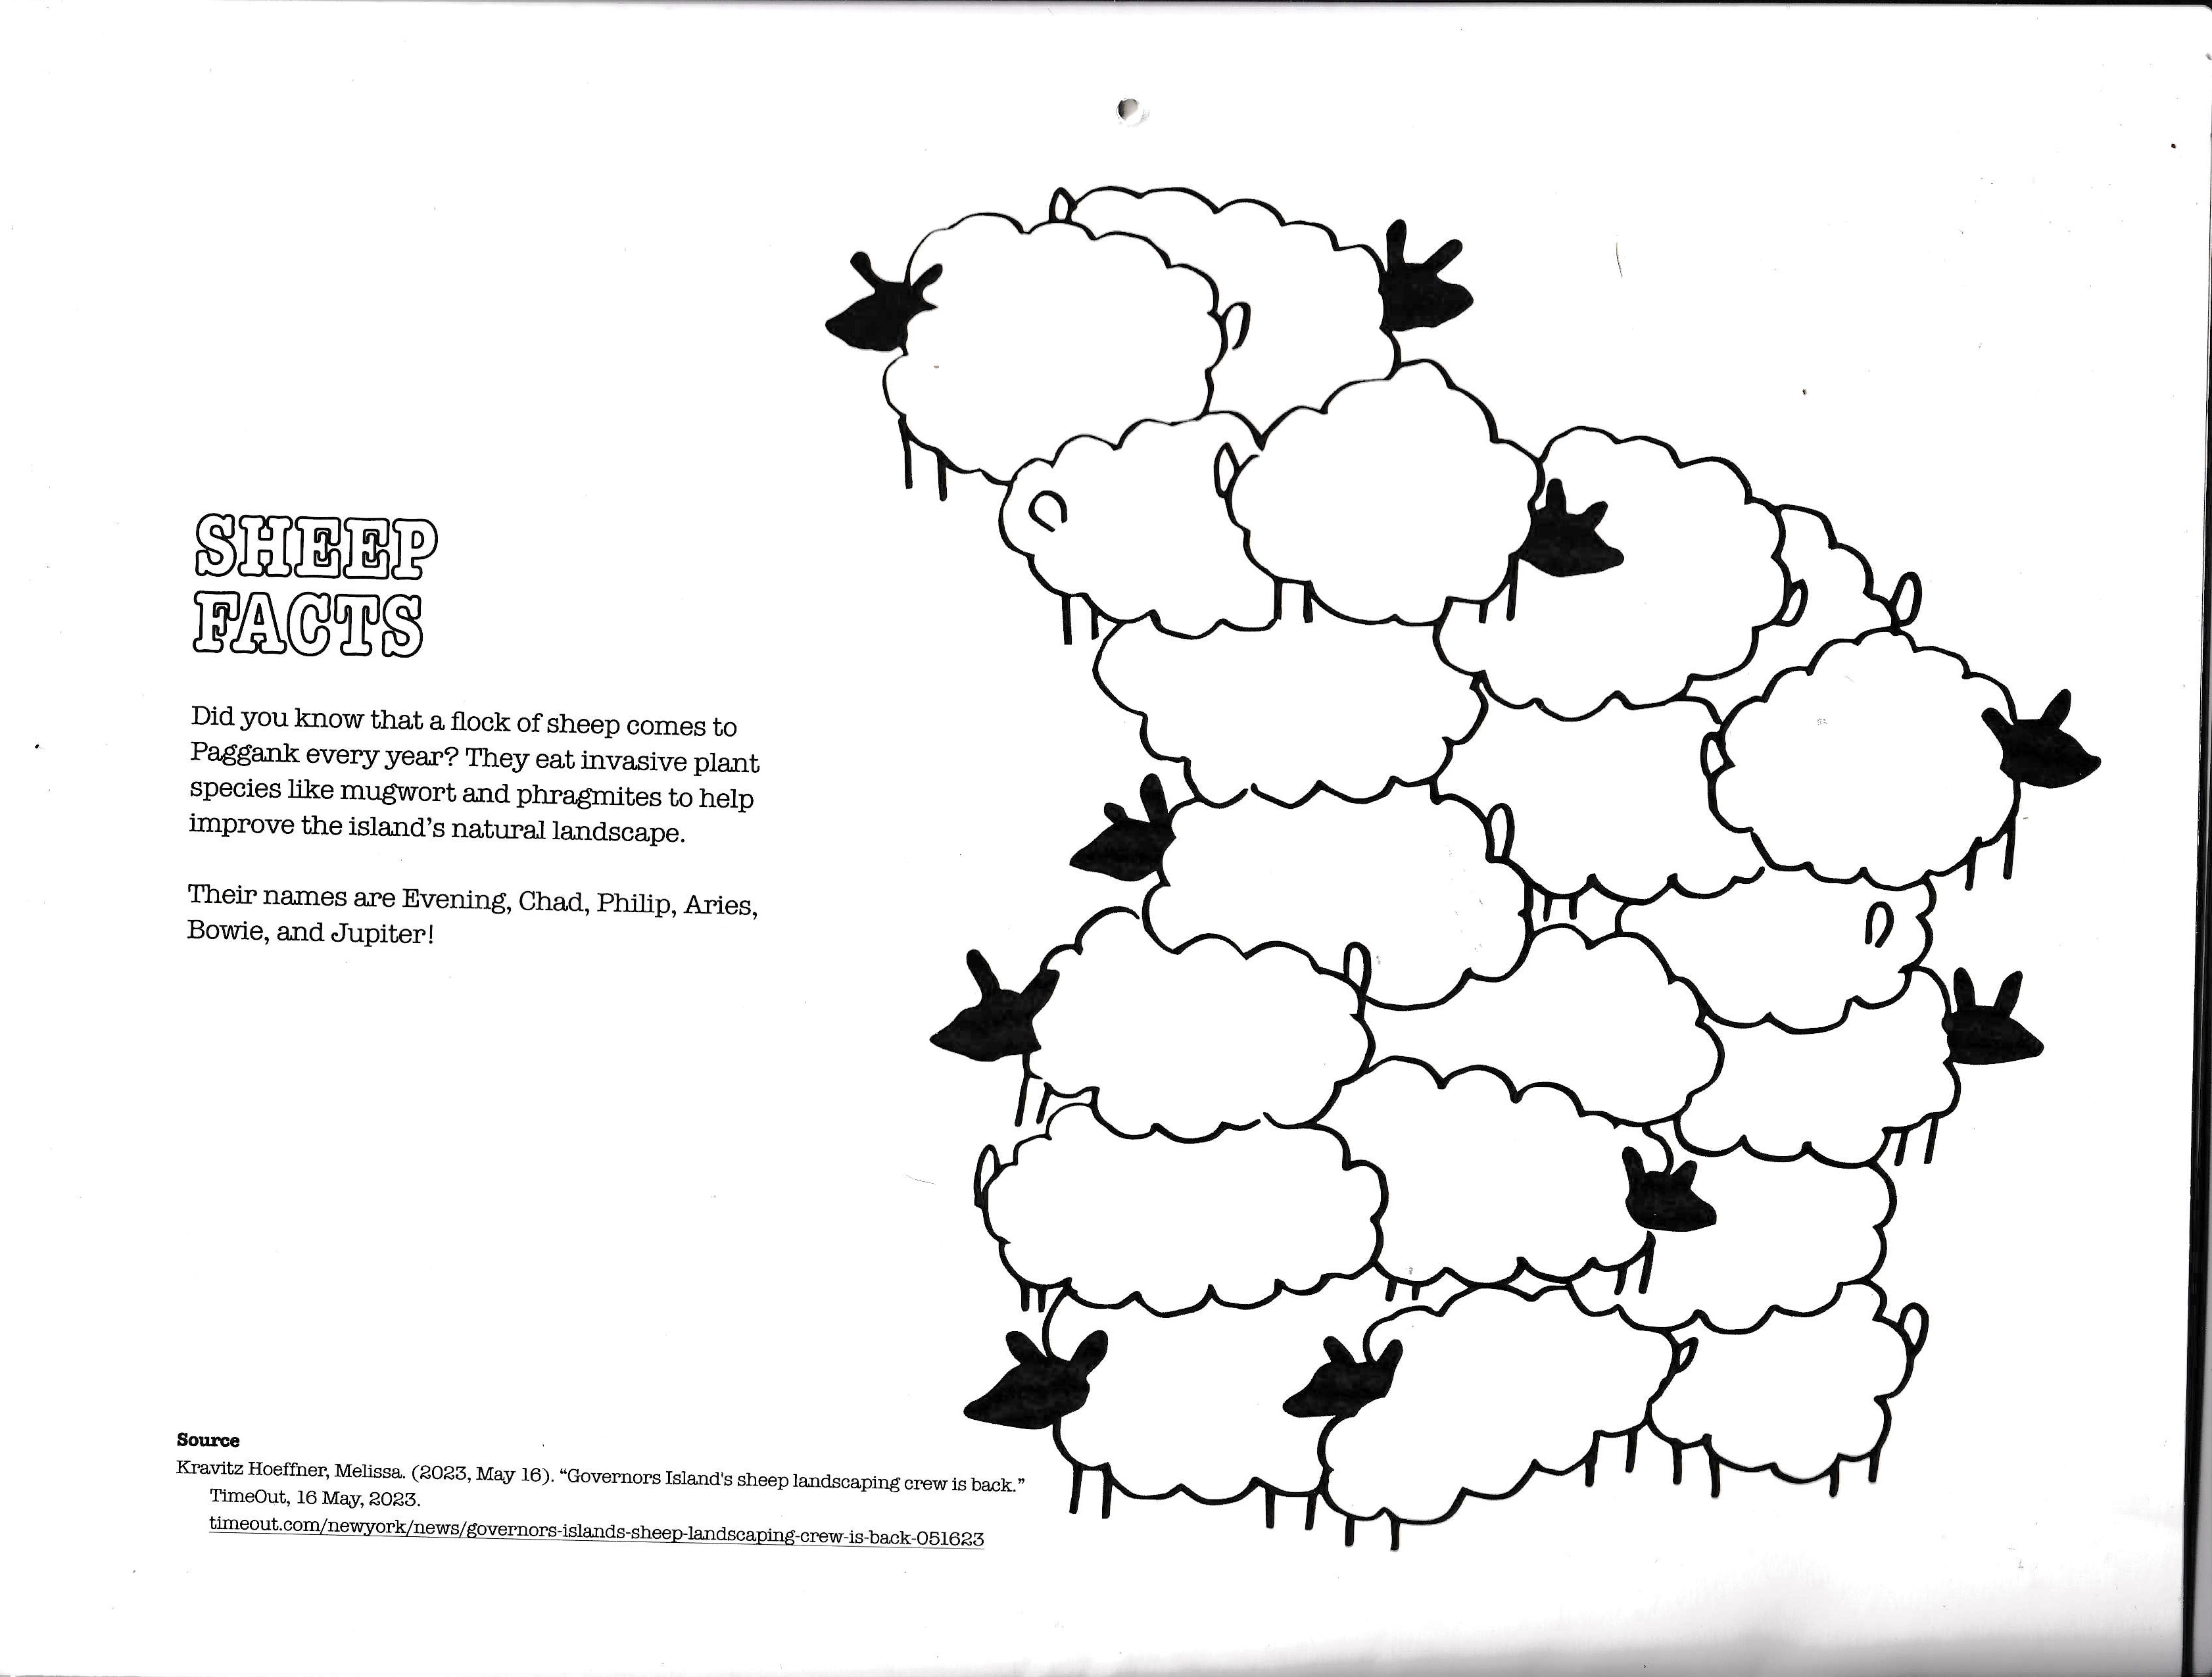 SHEEP
FACTS
Did you know that a flock of sheep comes to
Paggank every year? They eat invasive plant
species like mugwort and phragmites to help
improve the island's natural landscape.
Their names are Evening, Chad, Philip, Aries,
Bowie, and Jupiter!
Source
Kravitz Hoeffner, Melissa. (2023, May 16). “Governors Island's sheep landscaping crew is back.”
TimeOut, 16 May, 2023.
timeout.com/newyork/news/governors-islands-sheep-landscaping-crew-is-back-051623